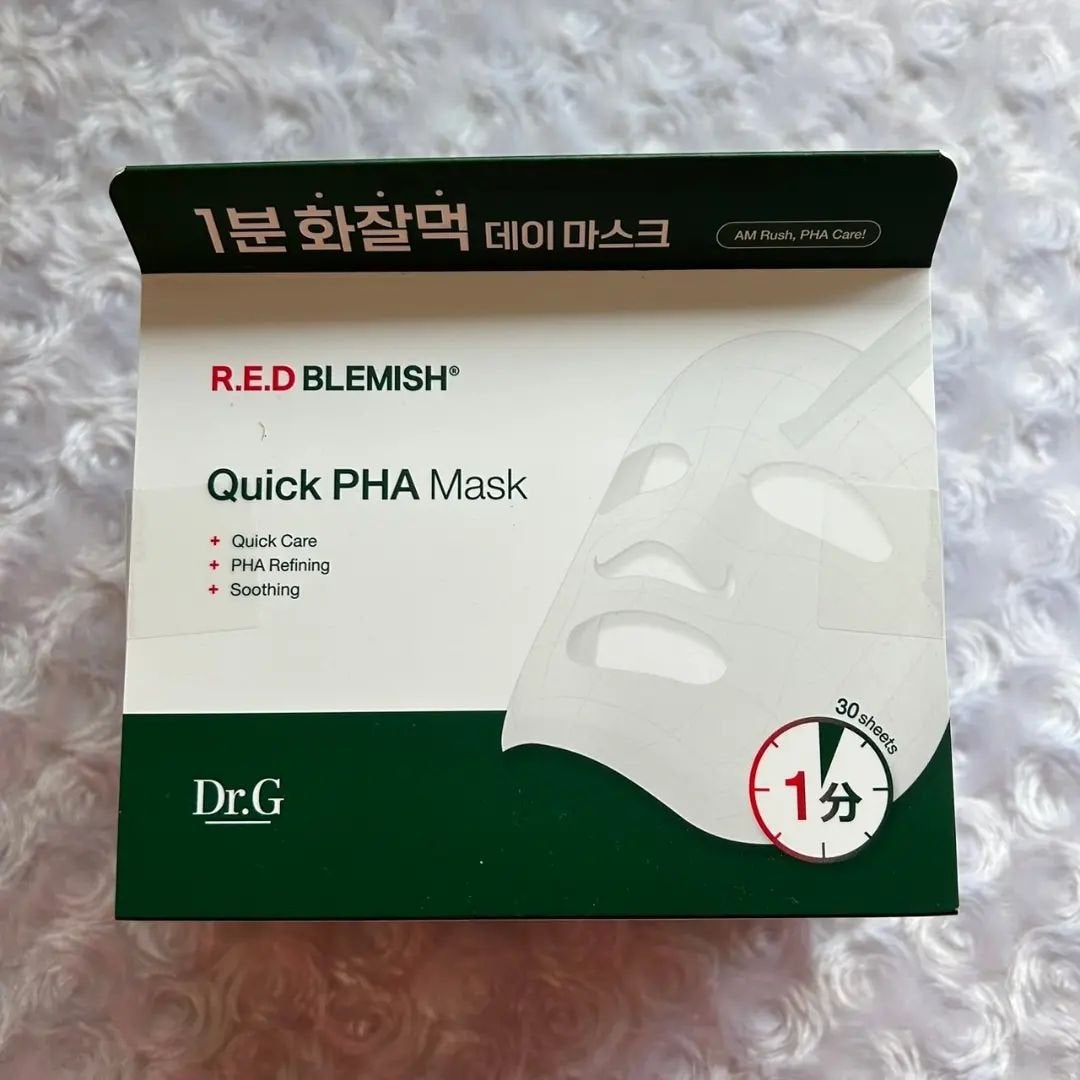 1분 화잘먹 데이 마스크 AM Rush, PHA Care!
R.E.D BLEMISH®
Quick PHA Mask
+ Quick Care
+ PHA Refining
+ Soothing
30 sheets
1分
Dr.G